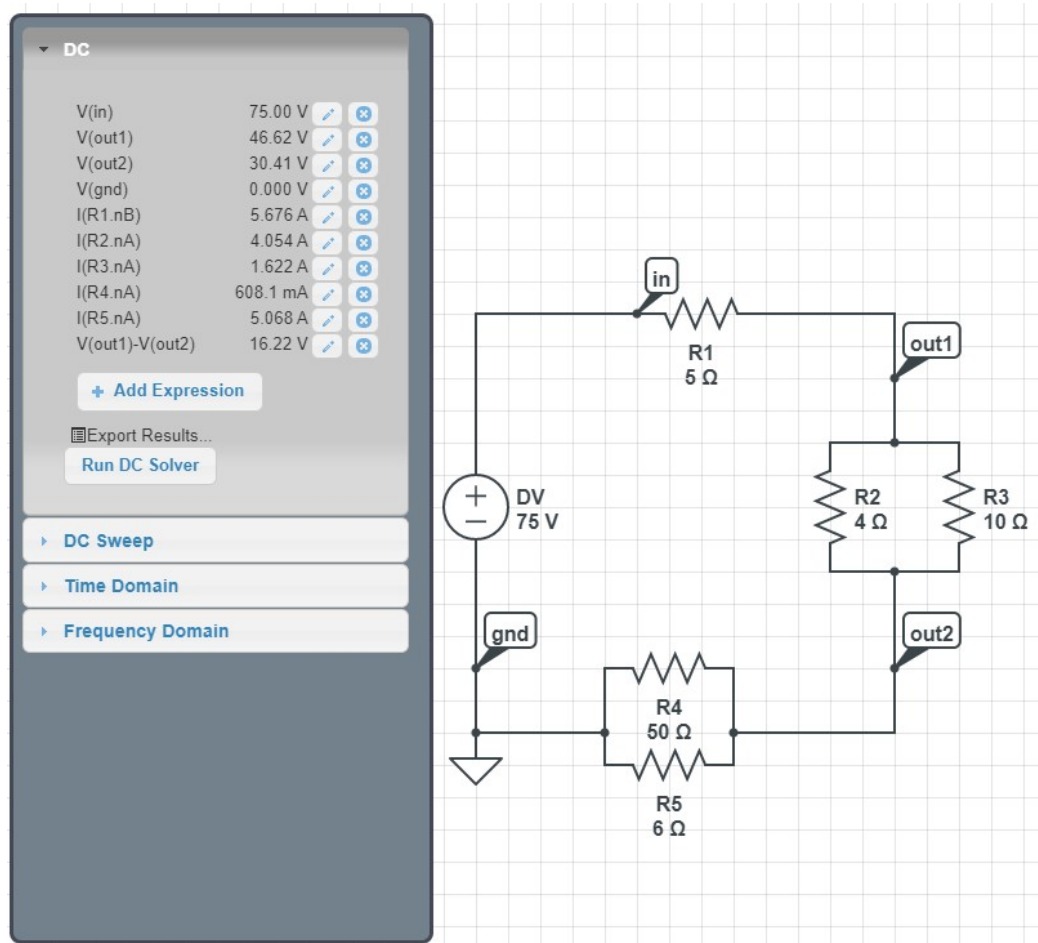 DC
V(in) 75.00 V
V(out1) 46.62 V
V(out2) 30.41 V
V(gnd) 0.000 V
I(R1.nB) 5.676 A
I(R2.nA) 4.054 A
I(R3.nA) 1.622 A
I(R4.nA) 608.1 mA
I(R5.nA) 5.068 A
V(out1)-V(out2) 16.22 V
+ Add Expression
Export Results...
Run DC Solver
DC Sweep
Time Domain
Frequency Domain
in
R1
5 Ω
out1
R2
4 Ω
R3
10 Ω
DV
75 V
gnd
out2
R4
50 Ω
R5
6 Ω